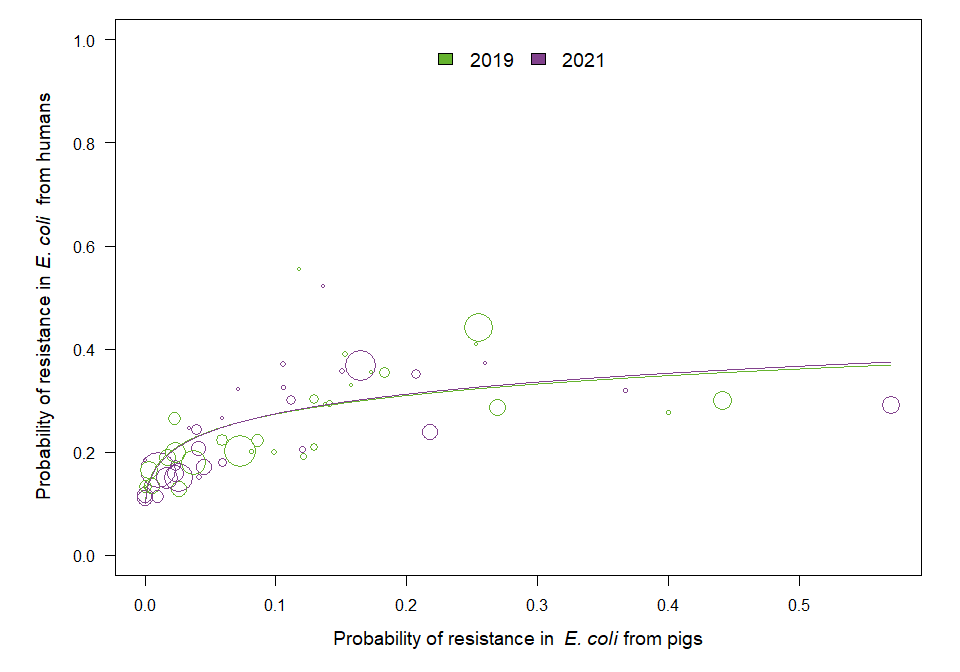 2019 2021
1.0
0.8
0.6
0.4
0.2
0.0
Probability of resistance in E. coli from humans
0.0 0.1 0.2 0.3 0.4 0.5
Probability of resistance in E. coli from pigs